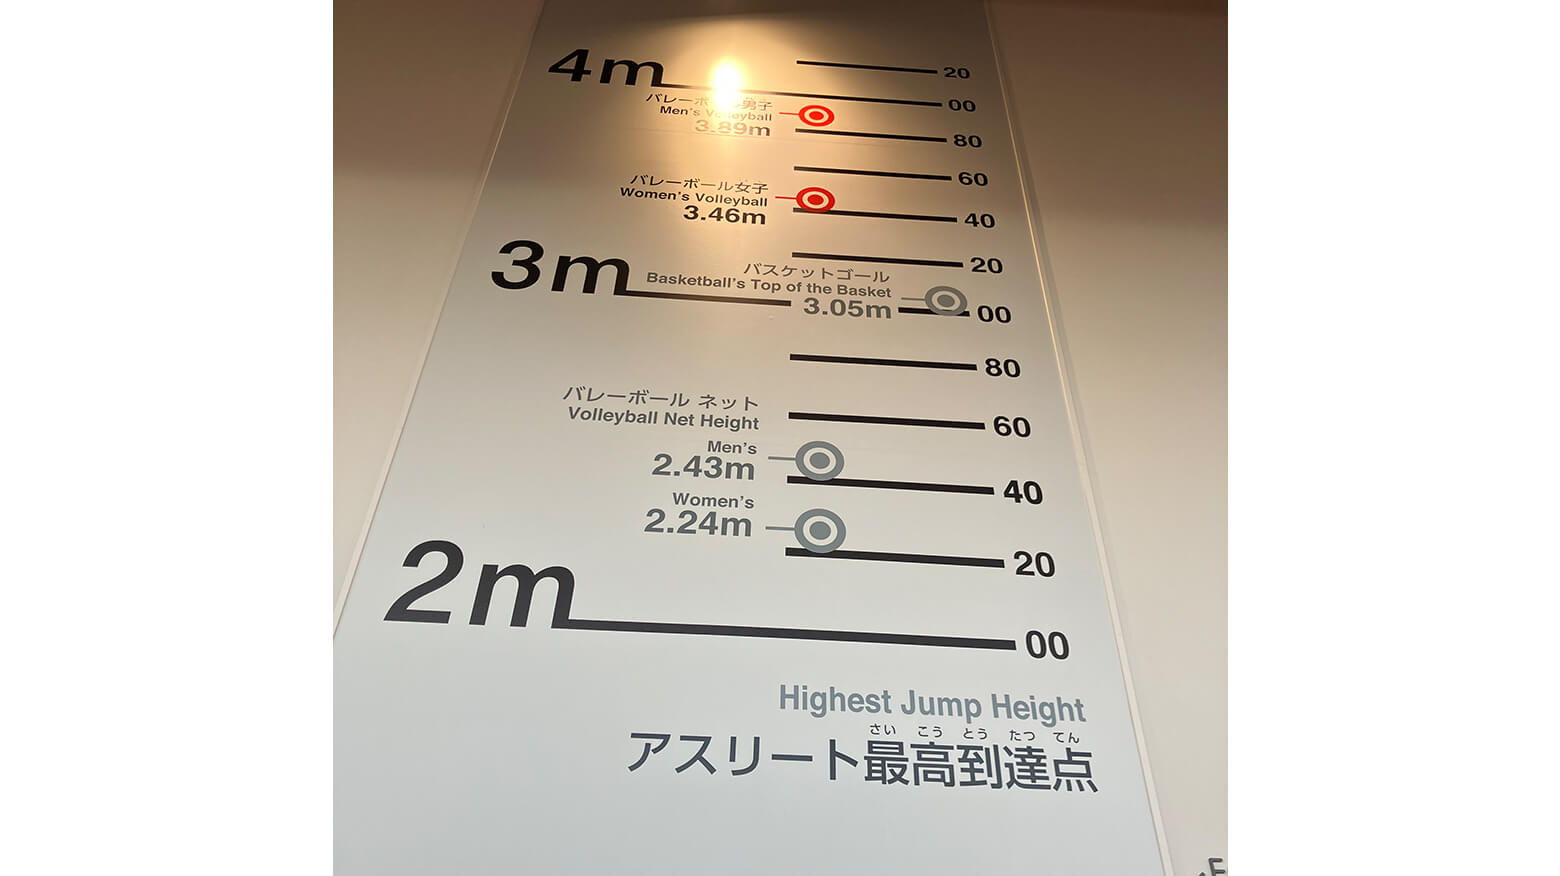 20
4m
00
バレーボール男子
Men's Volleyball
3.89m
80
60
バレーボール女子
Women's Volleyball
3.46m
40
20
3m
バスケットゴール
Basketball's Top of the Basket
3.05m
00
80
バレーボール ネット
Volleyball Net Height
60
Men's
2.43m
40
Women's
2.24m
20
2m
00
Highest Jump Height
さい こう とう たつ てん
アスリート最高到達点